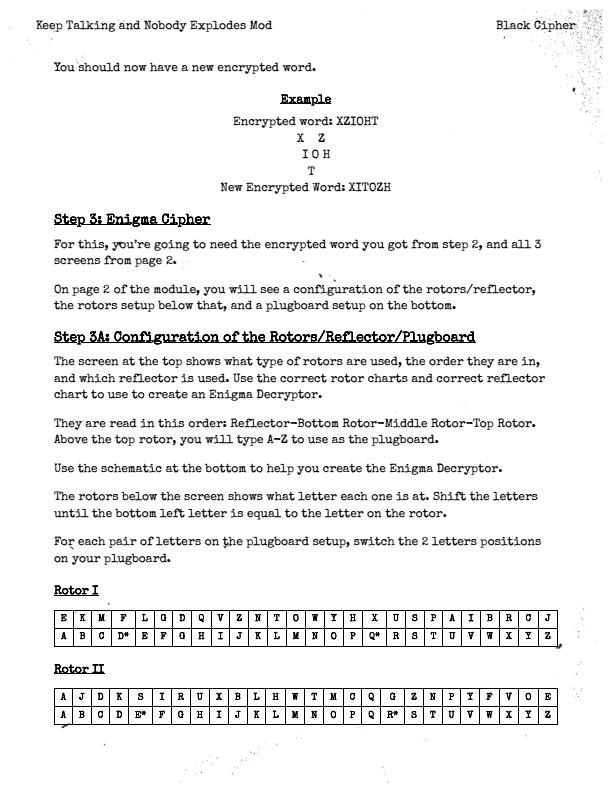 Keep Talking and Nobody Explodes Mod Black Cipher
You should now have a new encrypted word.
Example
Encrypted word: XZIOHT
X Z
I O H
T
New Encrypted Word: XITOZH
Step 3: Enigma Cipher
For this, you're going to need the encrypted word you got from step 2, and all 3
screens from page 2.
On page 2 of the module, you will see a configuration of the rotors/reflector,
the rotors setup below that, and a plugboard setup on the bottom.
Step 3A: Configuration of the Rotors/Reflector/Plugboard
The screen at the top shows what type of rotors are used, the order they are in,
and which reflector is used. Use the correct rotor charts and correct reflector
chart to use to create an Enigma Decryptor.
They are read in this order: Reflector-Bottom Rotor-Middle Rotor-Top Rotor.
Above the top rotor, you will type A-Z to use as the plugboard.
Use the schematic at the bottom to help you create the Enigma Decryptor.
The rotors below the screen shows what letter each one is at. Shift the letters
until the bottom left letter is equal to the letter on the rotor.
For each pair of letters on the plugboard setup, switch the 2 letters positions
on your plugboard.
Rotor I
E K M F L G D Q V Z N T O W Y H X U S P A I B R C J
A B C D* E F G H I J K L M N O P Q* R S T U V W X Y Z
Rotor II
A J D K S I R U X B L H W T M C Q G Z N P Y F V O E
A B C D E* F G H I J K L M N O P Q R* S T U V W X Y Z